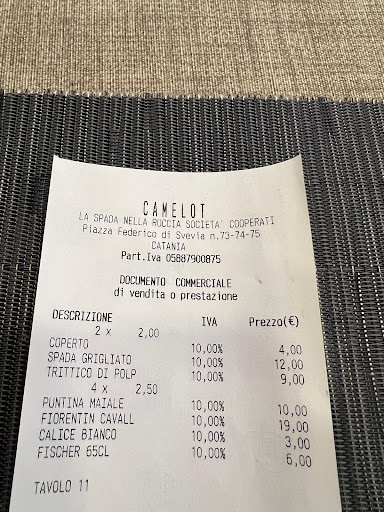 CAMELOT
LA SPADA NELLA ROCCIA SOCIETA' COOPERATI
Piazza Federico di Svevia n.73-74-75
CATANIA
Part.Iva 05887900875
DOCUMENTO COMMERCIALE
di vendita o prestazione
DESCRIZIONE IVA Prezzo(€)
2 x 2,00
COPERTO 10,00% 4,00
SPADA GRIGLIATO 10,00% 12,00
TRITTICO DI POLP 10,00% 9,00
4 x 2,50
PUNTINA MAIALE 10,00% 10,00
FIORENTIN CAVALL 10,00% 19,00
CALICE BIANCO 10,00% 3,00
FISCHER 65CL 10,00% 6,00
TAVOLO 11